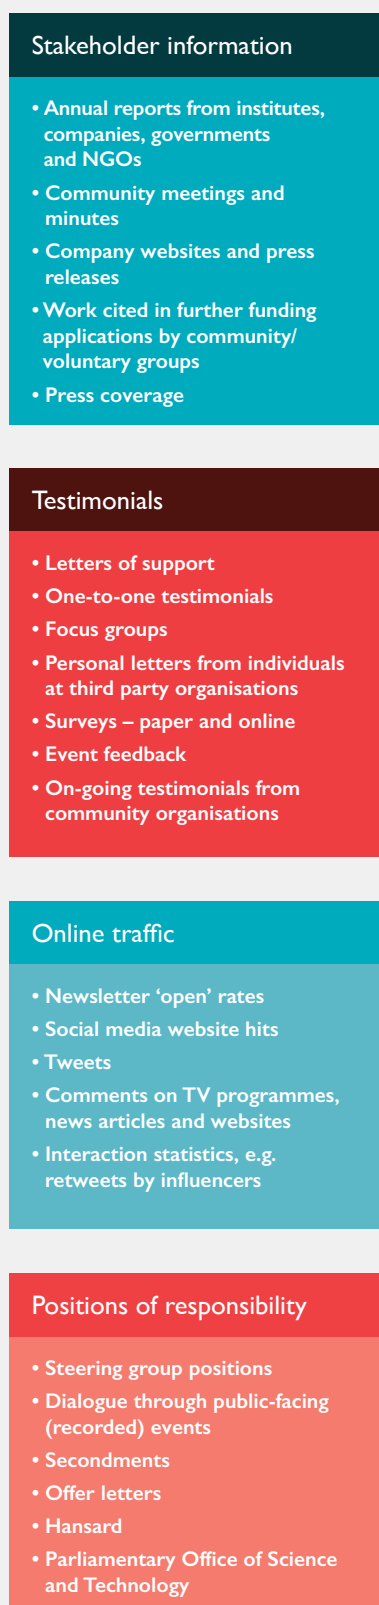 Stakeholder information
• Annual reports from institutes,
companies, governments
and NGOs
• Community meetings and
minutes
• Company websites and press
releases
• Work cited in further funding
applications by community/
voluntary groups
• Press coverage
Testimonials
• Letters of support
• One-to-one testimonials
• Focus groups
• Personal letters from individuals
at third party organisations
• Surveys – paper and online
• Event feedback
• On-going testimonials from
community organisations
Online traffic
• Newsletter ‘open’ rates
• Social media website hits
• Tweets
• Comments on TV programmes,
news articles and websites
• Interaction statistics, e.g.
retweets by influencers
Positions of responsibility
• Steering group positions
• Dialogue through public-facing
(recorded) events
• Secondments
• Offer letters
• Hansard
• Parliamentary Office of Science
and Technology